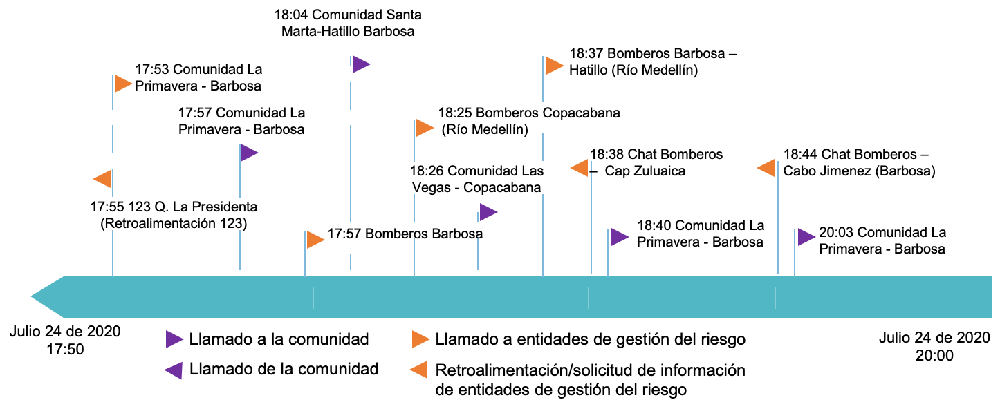 18:04 Comunidad Santa
Marta-Hatillo Barbosa
17:53 Comunidad La
Primavera - Barbosa
17:57 Comunidad La
Primavera - Barbosa
18:37 Bomberos Barbosa –
Hatillo (Río Medellín)
18:25 Bomberos Copacabana
(Río Medellín)
18:26 Comunidad Las
Vegas - Copacabana
18:38 Chat Bomberos
– Cap Zuluaica
18:44 Chat Bomberos –
Cabo Jimenez (Barbosa)
17:55 123 Q. La Presidenta
(Retroalimentación 123)
17:57 Bomberos Barbosa
18:40 Comunidad La
Primavera - Barbosa
20:03 Comunidad La
Primavera - Barbosa
Julio 24 de 2020
17:50
Llamado a la comunidad
Llamado de la comunidad
Llamado a entidades de gestión del riesgo
Retroalimentación/solicitud de información
de entidades de gestión del riesgo
Julio 24 de 2020
20:00